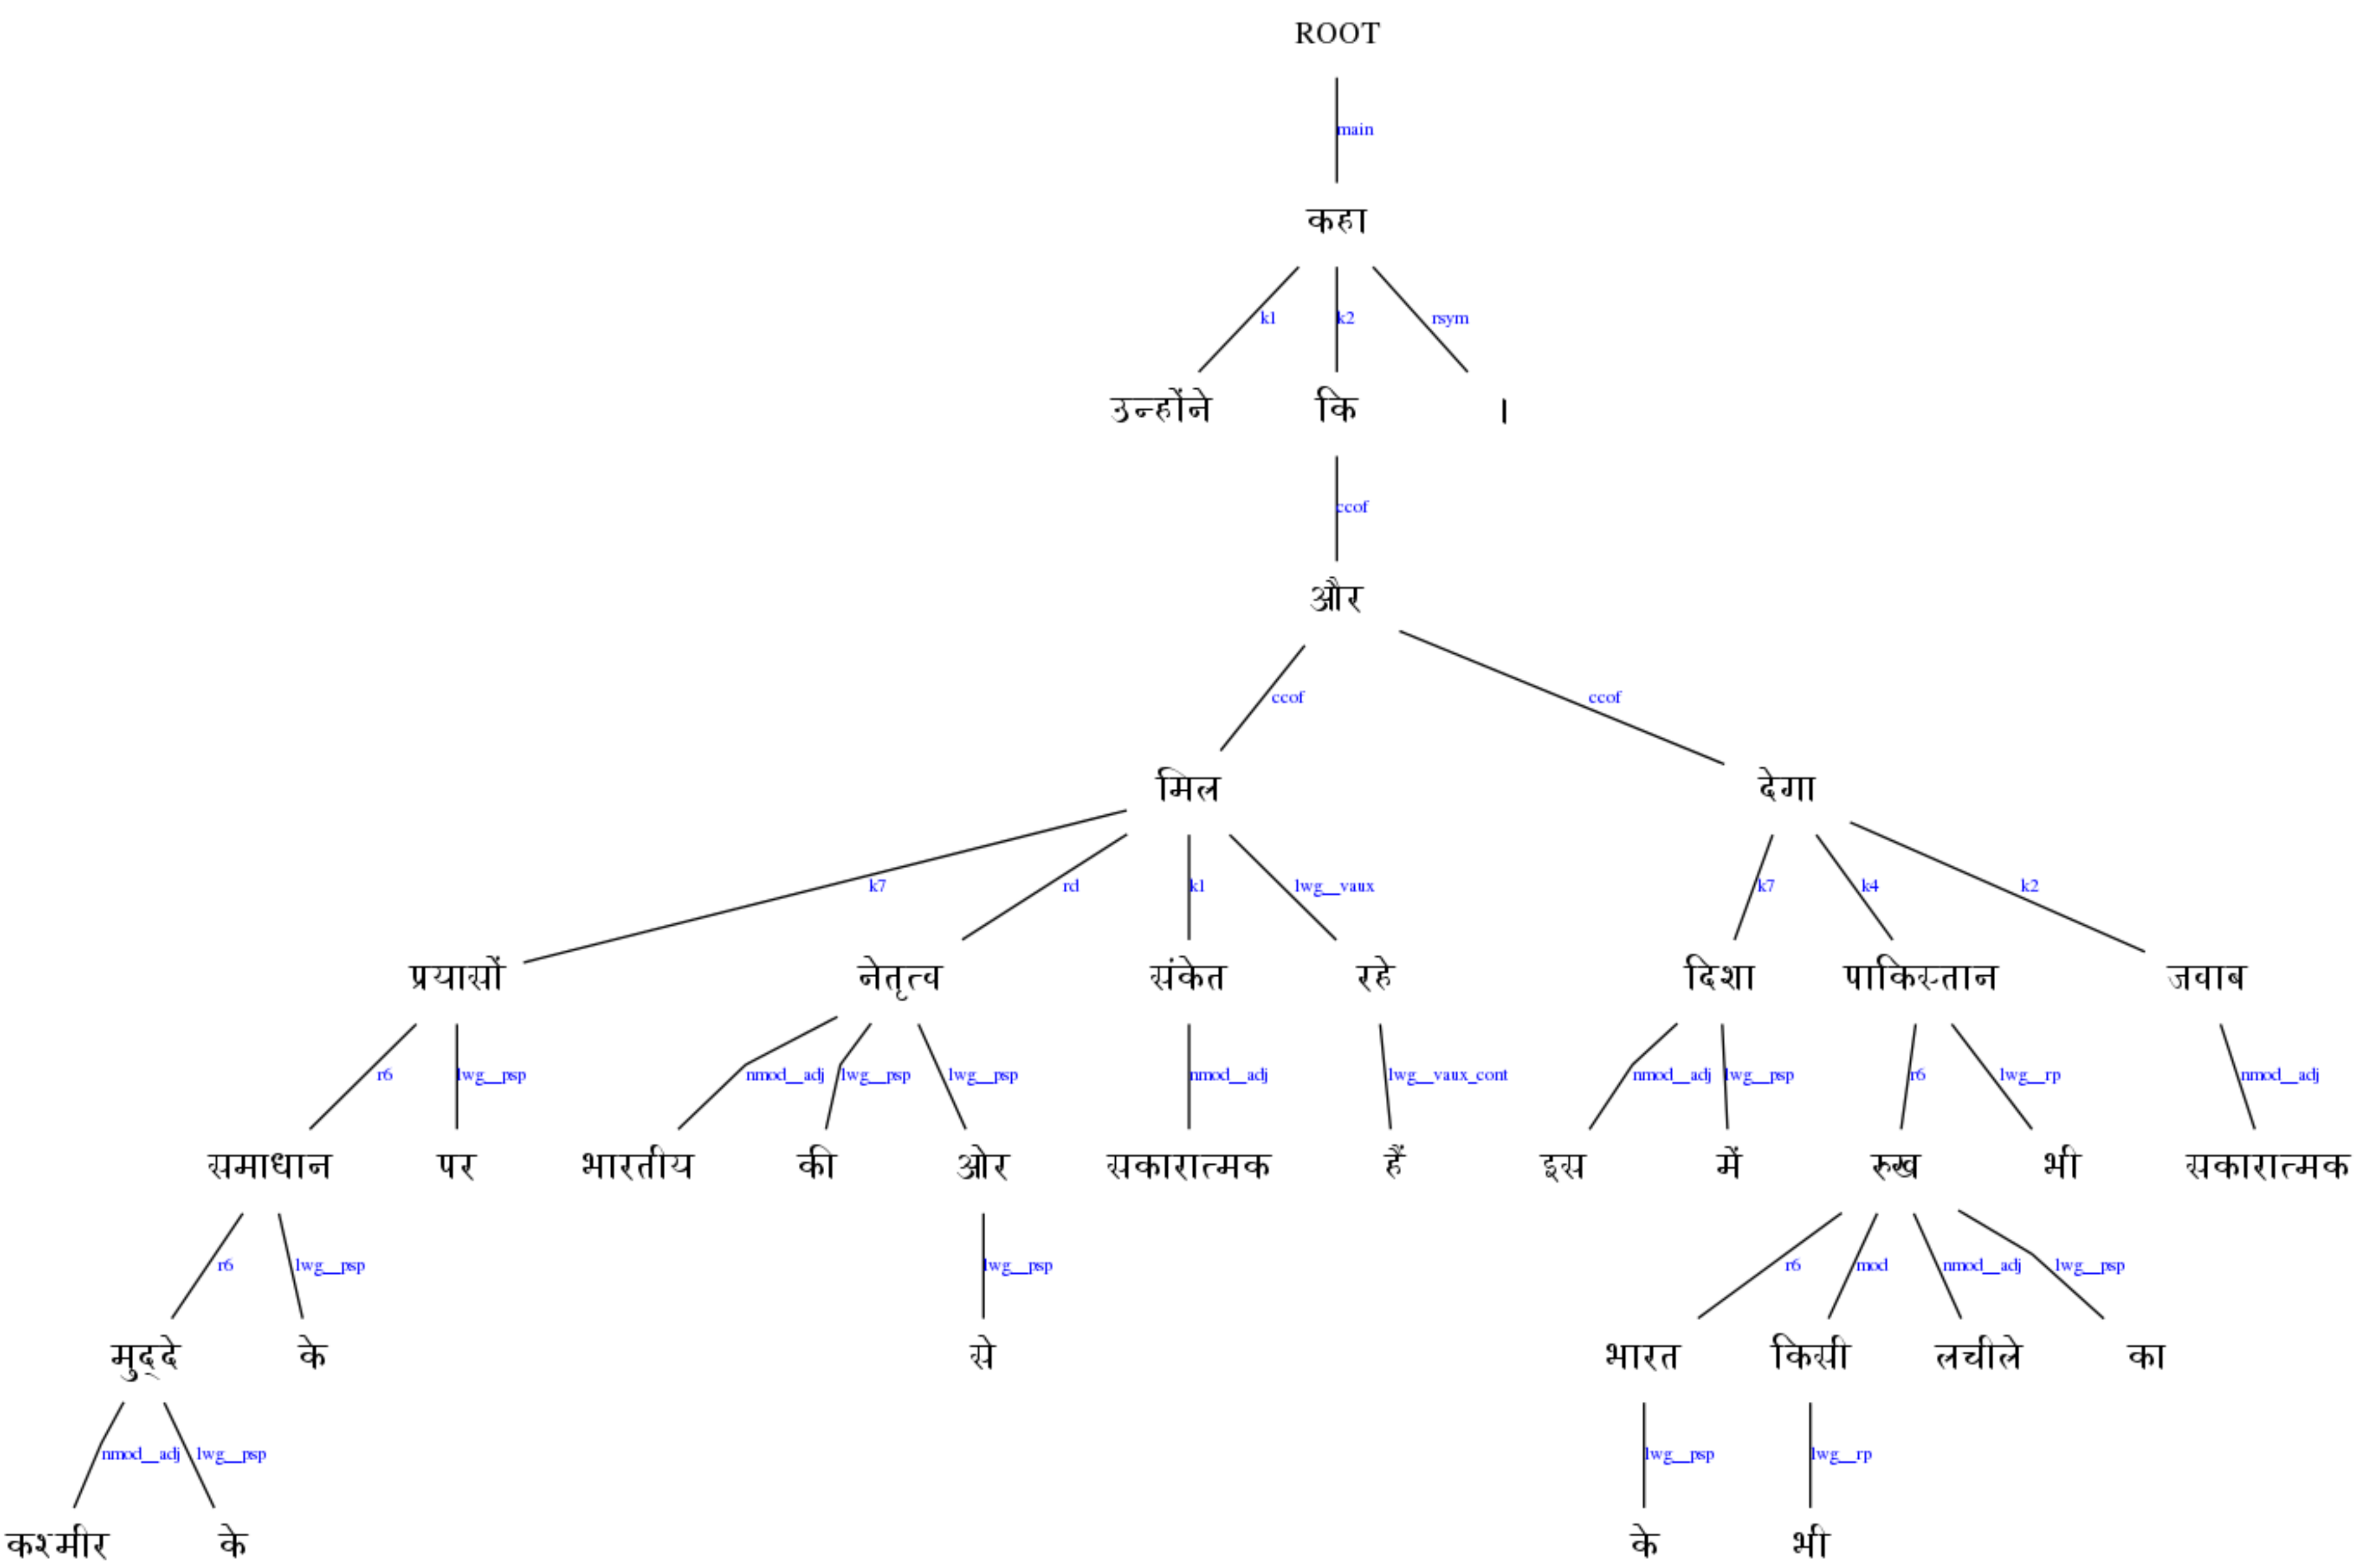 ROOT
main
कहा
k1 k2 rsym
उन्होंने कि ।
ccof
और
ccof ccof
मिल देगा
k7 rd k1 lwg__vaux k7 k4 k2
प्रयासों नेतृत्व संकेत रहे दिशा पाकिस्तान जवाब
r6 lwg__psp nmod__adj lwg__psp lwg__psp nmod__adj lwg__vaux_cont nmod__adj lwg__psp r6 lwg__rp nmod__adj
समाधान पर भारतीय की ओर सकारात्मक हैं इस में रुख भी सकारात्मक
r6 lwg__psp lwg__psp r6 mod nmod__adj lwg__psp
मुद्‌दे के से भारत किसी लचीले का
nmod__adj lwg__psp lwg__psp lwg__rp
कश्मीर के के भी